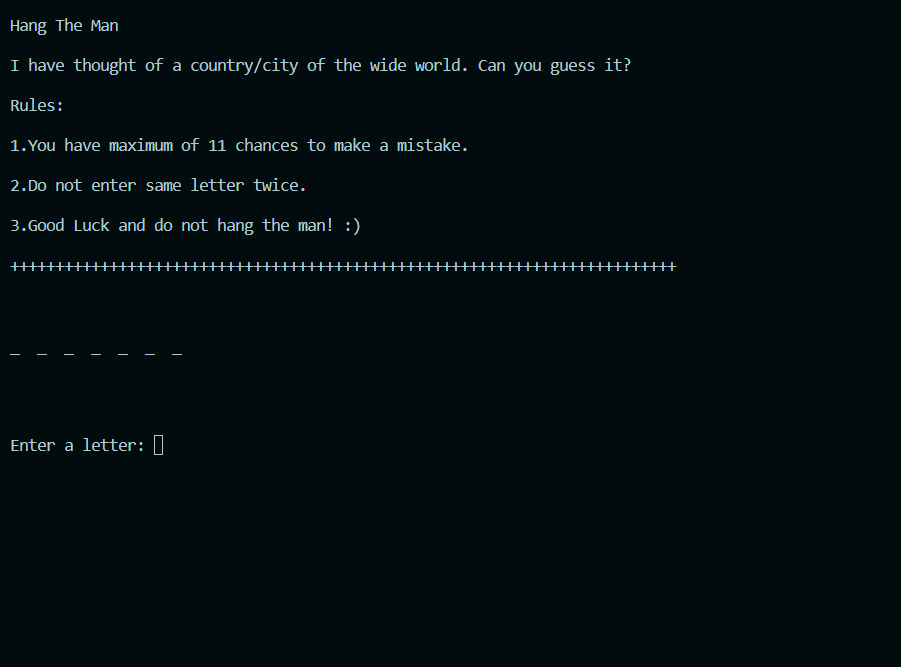 Hang The Man
I have thought of a country/city of the wide world. Can you guess it?
Rules:
1.You have maximum of 11 chances to make a mistake.
2.Do not enter same letter twice.
3.Good Luck and do not hang the man! :)
++++++++++++++++++++++++++++++++++++++++++++++++++++++++++++++++++++++++++
_ _ _ _ _ _ _
Enter a letter: